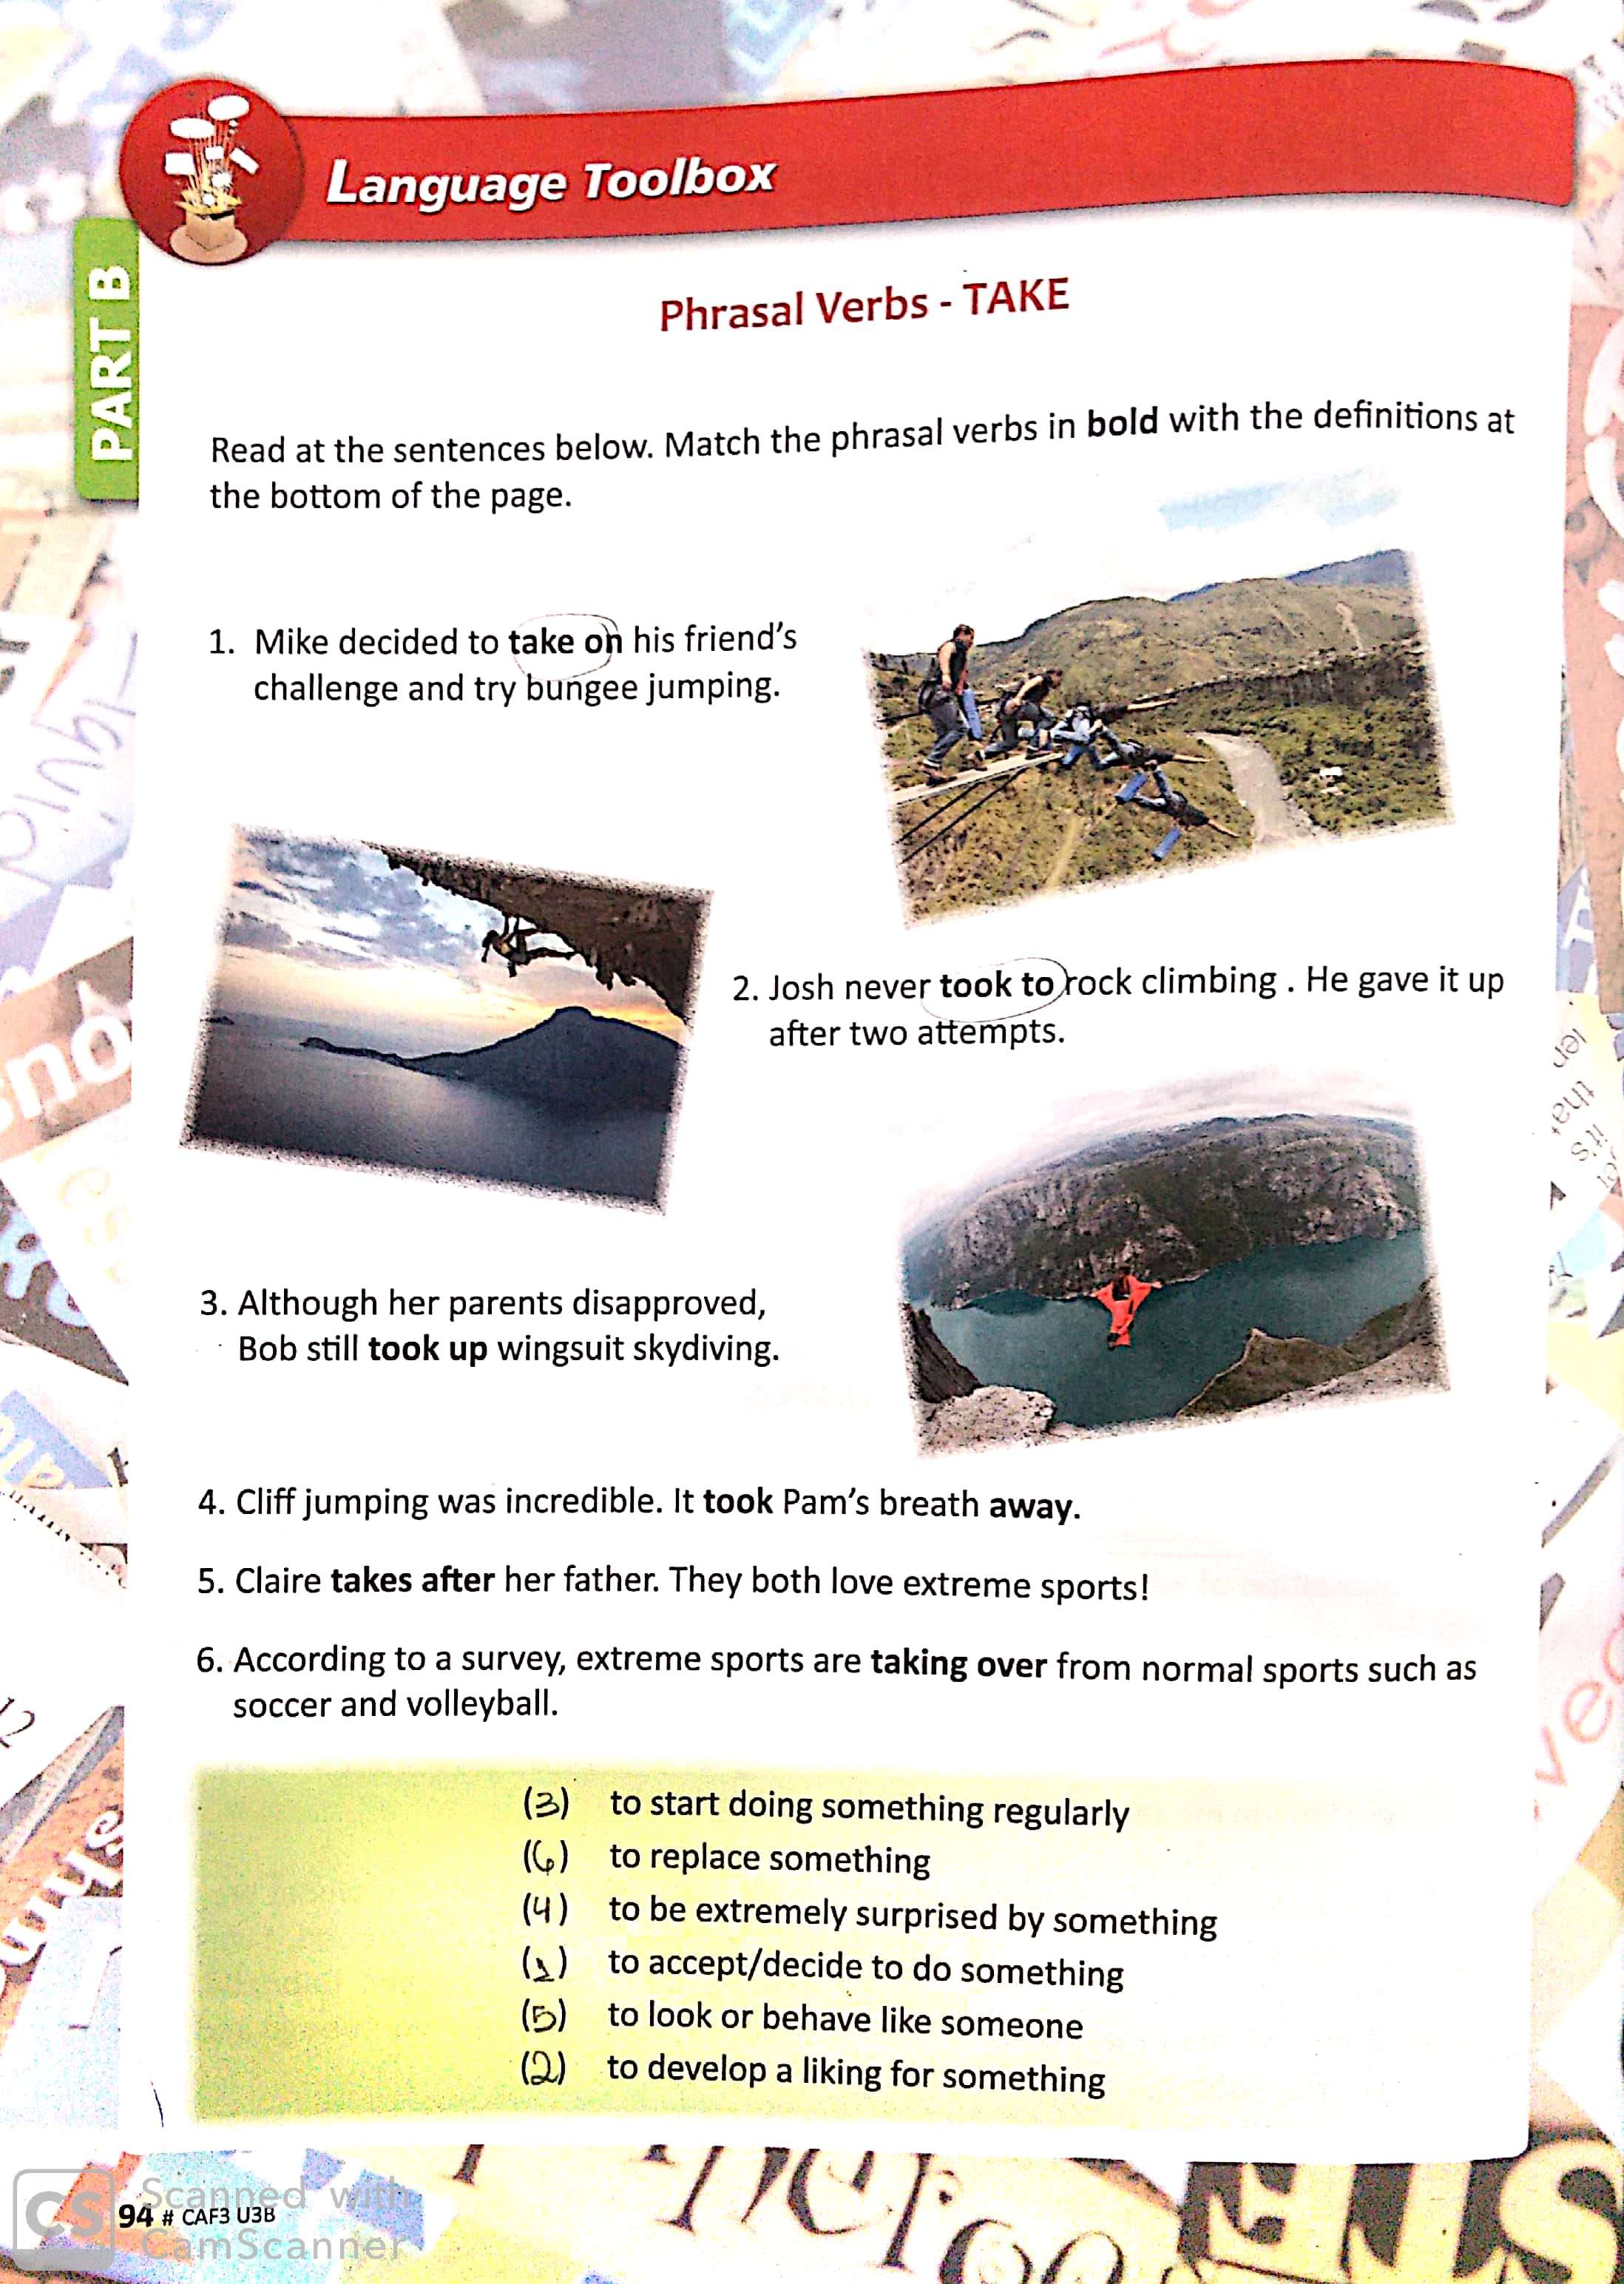 Language Toolbox
PART B
Phrasal Verbs - TAKE
Read at the sentences below. Match the phrasal verbs in bold with the definitions at
the bottom of the page.
1. Mike decided to take on his friend's
challenge and try bungee jumping.
2. Josh never took to rock climbing . He gave it up
after two attempts.
3. Although her parents disapproved,
Bob still took up wingsuit skydiving.
4. Cliff jumping was incredible. It took Pam's breath away.
5. Claire takes after her father. They both love extreme sports!
6. According to a survey, extreme sports are taking over from normal sports such as
soccer and volleyball.
(3) to start doing something regularly
(6) to replace something
(4) to be extremely surprised by something
(1) to accept/decide to do something
(5) to look or behave like someone
(2) to develop a liking for something
94 # CAF3 U3B
CS Scanned with
CamScanner